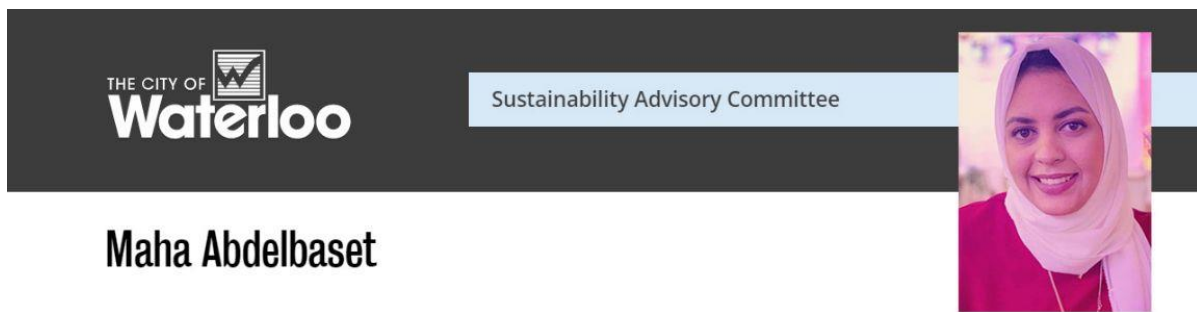 THE CITY OF
Waterloo
Sustainability Advisory Committee
Maha Abdelbaset